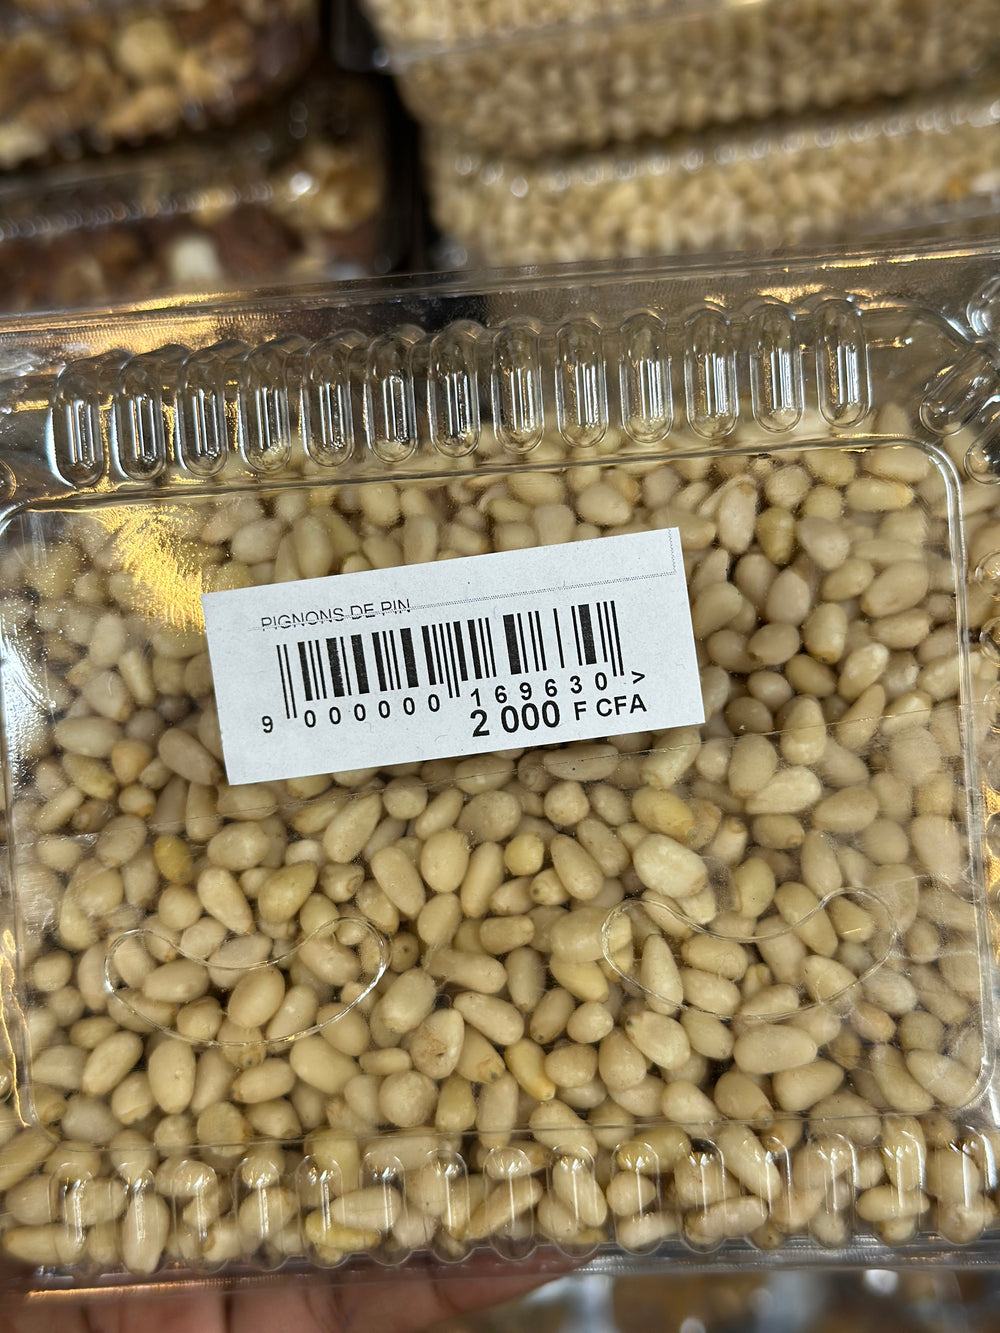 PIGNONS DE PIN
9 000000 169630 >
2 000 F CFA